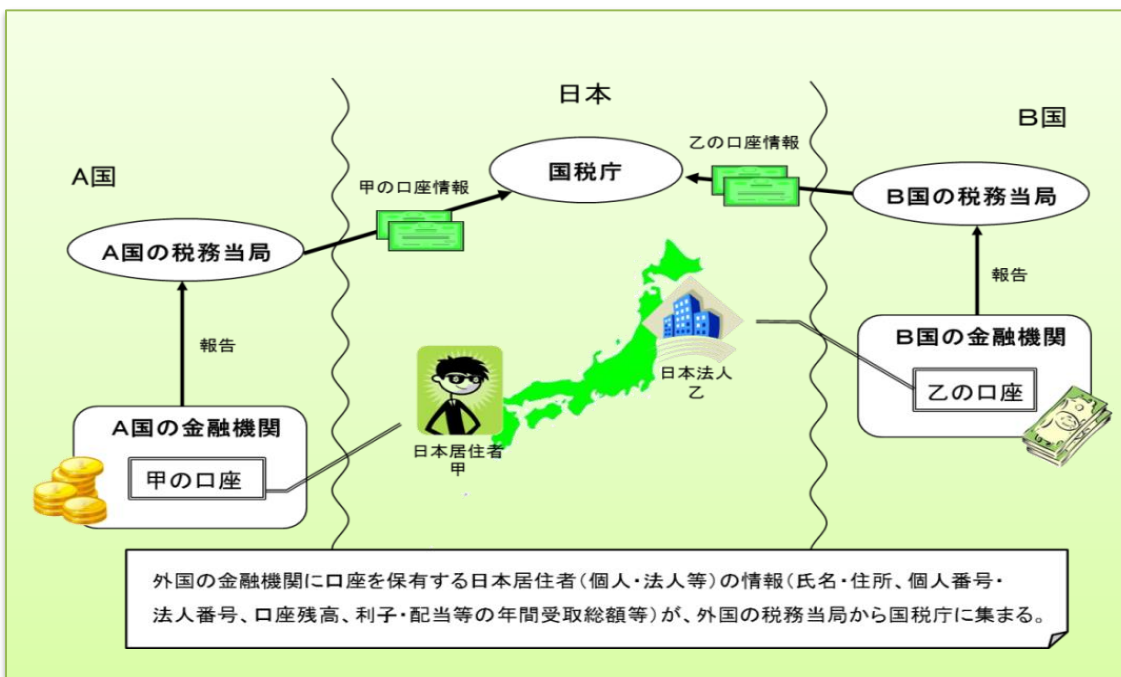 日本
B国
A国
乙の口座情報
甲の口座情報
国税庁
B国の税務当局
A国の税務当局
報告
報告
B国の金融機関
乙の口座
日本法人
乙
A国の金融機関
甲の口座
日本居住者
甲
外国の金融機関に口座を保有する日本居住者(個人・法人等)の情報(氏名・住所、個人番号・
法人番号、口座残高、利子・配当等の年間受取総額等)が、外国の税務当局から国税庁に集まる。